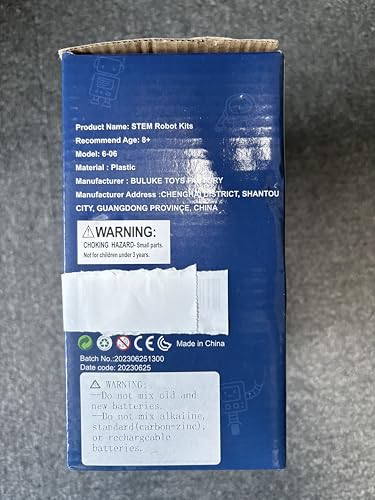 Product Name: STEM Robot Kits
Recommend Age: 8+
Model: 6-06
Material : Plastic
Manufacturer : BULUKE TOYS FACTORY
Manufacturer Address :CHENGHAI DISTRICT, SHANTOU
CITY, GUANGDONG PROVINCE, CHINA
WARNING:
CHOKING HAZARD- Small parts.
Not for children under 3 years.
CE 0-3 Made in China
Batch No.:202306251300
Date code: 20230625
WARNING:
--Do not mix old and
new batteries.
--Do not mix alkaline,
standard(carbon-zinc),
or rechargeable
batteries.